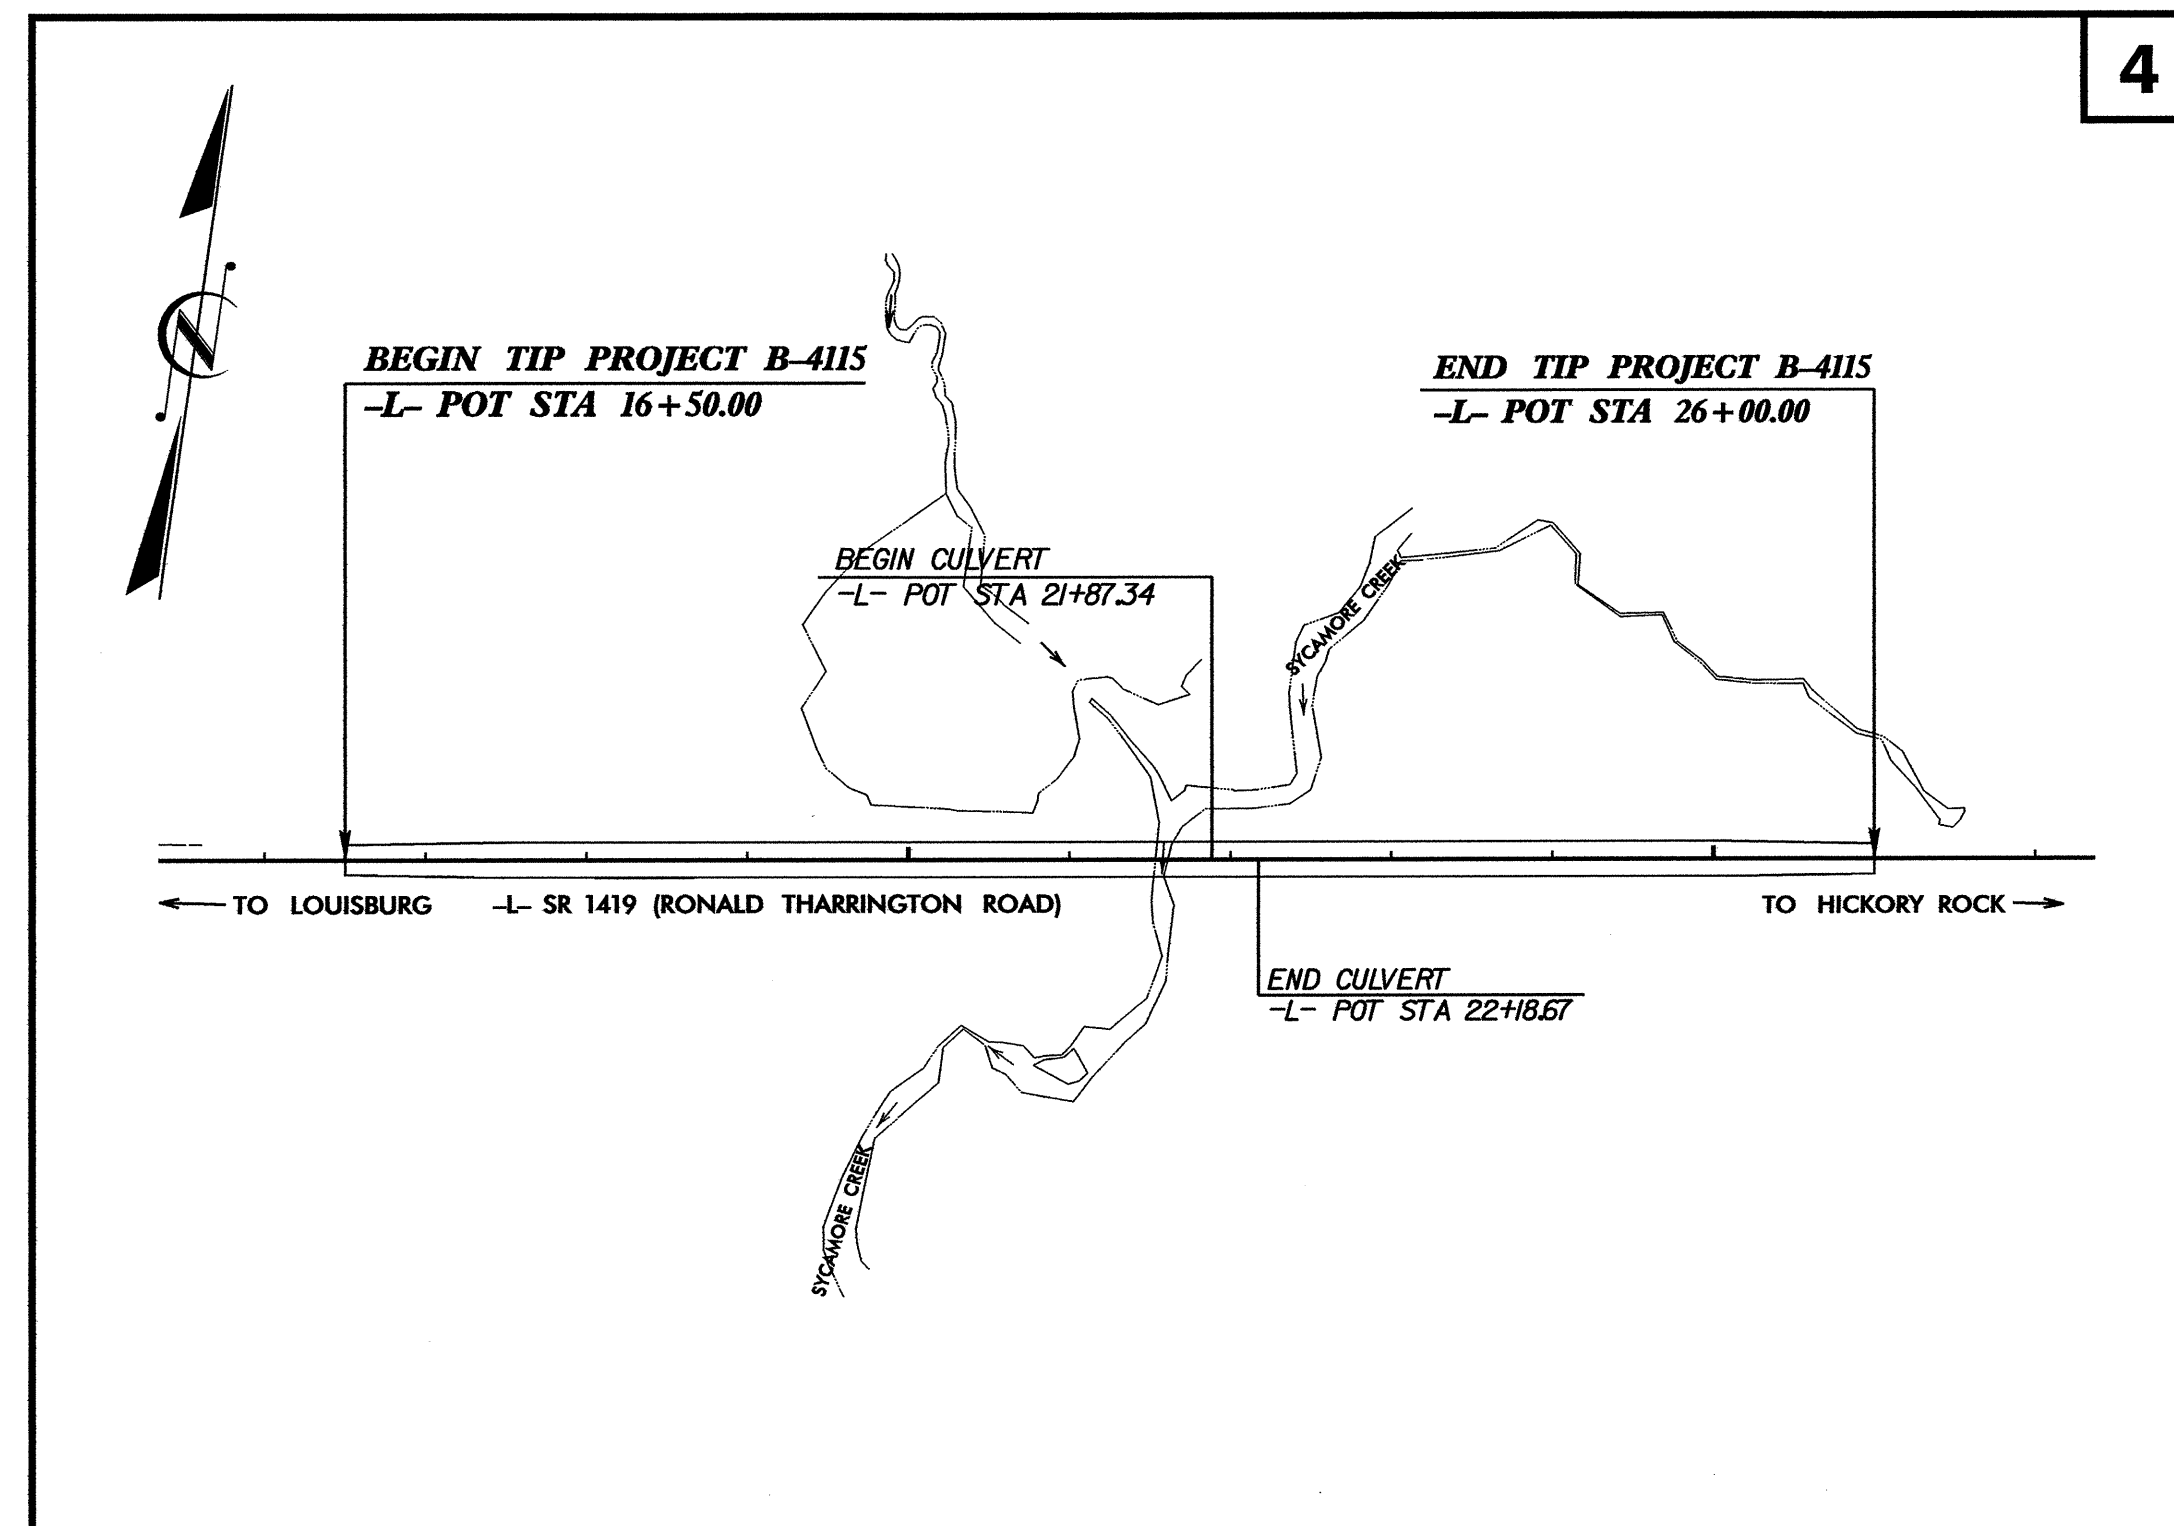 4
N
BEGIN TIP PROJECT B-4115
-L- POT STA 16+50.00
END TIP PROJECT B-4115
-L- POT STA 26+00.00
BEGIN CULVERT
-L- POT STA 21+87.34
SYCAMORE CREEK
TO LOUISBURG
-L- SR 1419 (RONALD THARRINGTON ROAD)
TO HICKORY ROCK
END CULVERT
-L- POT STA 22+18.67
SYCAMORE CREEK